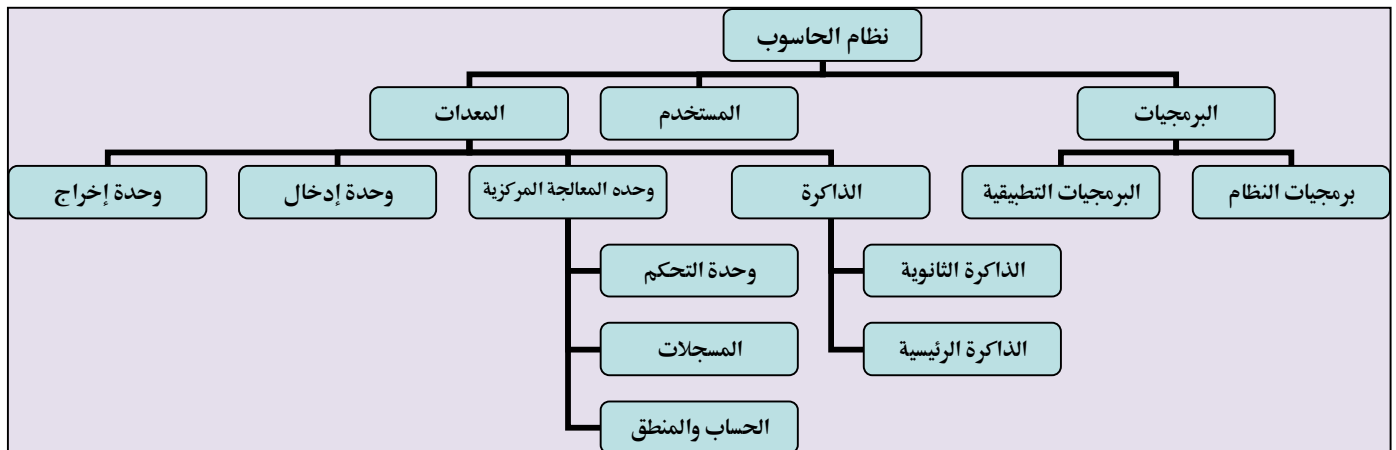 نظام الحاسوب
البرمجيات
المستخدم
المعدات
برمجيات النظام
البرمجيات التطبيقية
الذاكرة
وحده المعالجة المركزية
وحدة إدخال
وحدة إخراج
الذاكرة الثانوية
وحدة التحكم
الذاكرة الرئيسية
المسجلات
الحساب والمنطق